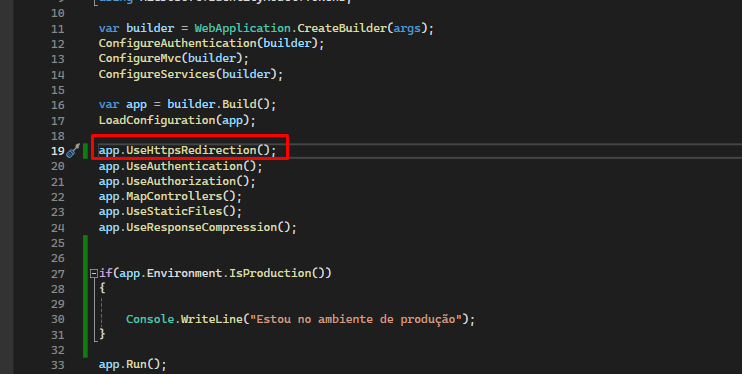 9
10
11 var builder = WebApplication.CreateBuilder(args);
12 ConfigureAuthentication(builder);
13 ConfigureMvc(builder);
14 ConfigureServices(builder);
15
16 var app = builder.Build();
17 LoadConfiguration(app);
18
19 app.UseHttpsRedirection();
20 app.UseAuthentication();
21 app.UseAuthorization();
22 app.MapControllers();
23 app.UseStaticFiles();
24 app.UseResponseCompression();
25
26
27 if(app.Environment.IsProduction())
28 {
29
30 Console.WriteLine("Estou no ambiente de produção");
31 }
32
33 app.Run();